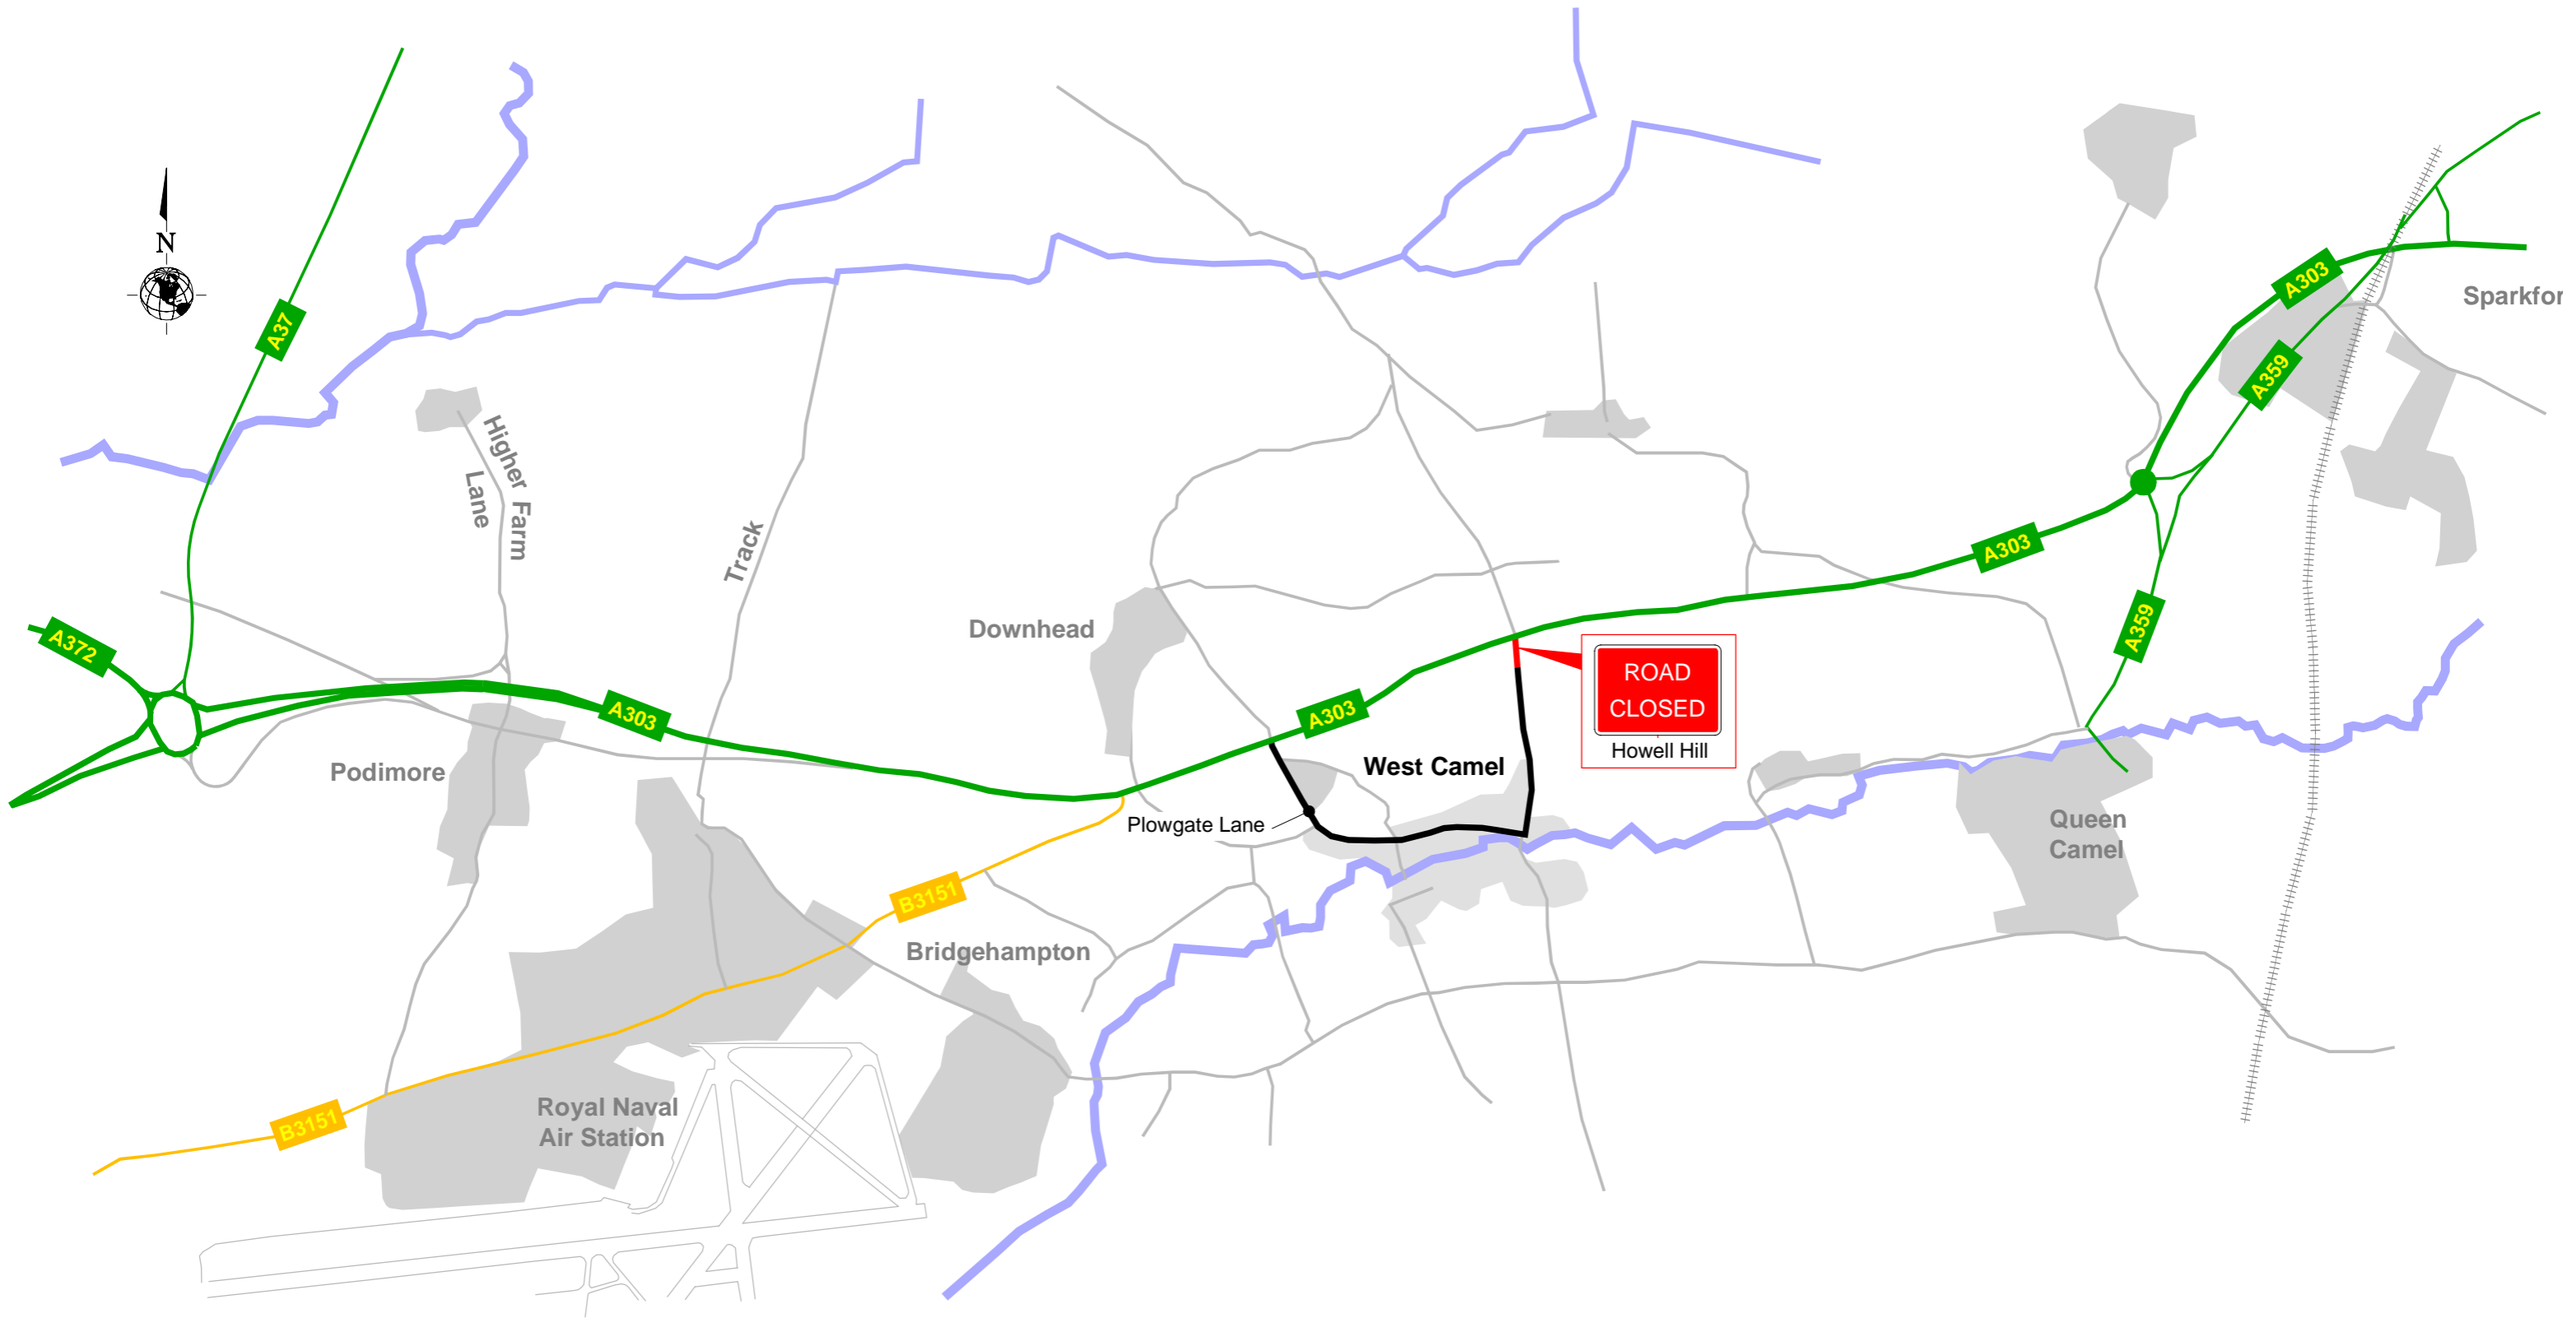 N
A37
A303
Sparkfor
A359
Higher Farm
Lane
Track
A303
A372
Downhead
A359
A303
A303
ROAD
CLOSED
Howell Hill
Podimore
West Camel
Plowgate Lane
Queen
Camel
B3151
Bridgehampton
Royal Naval
Air Station
B3151